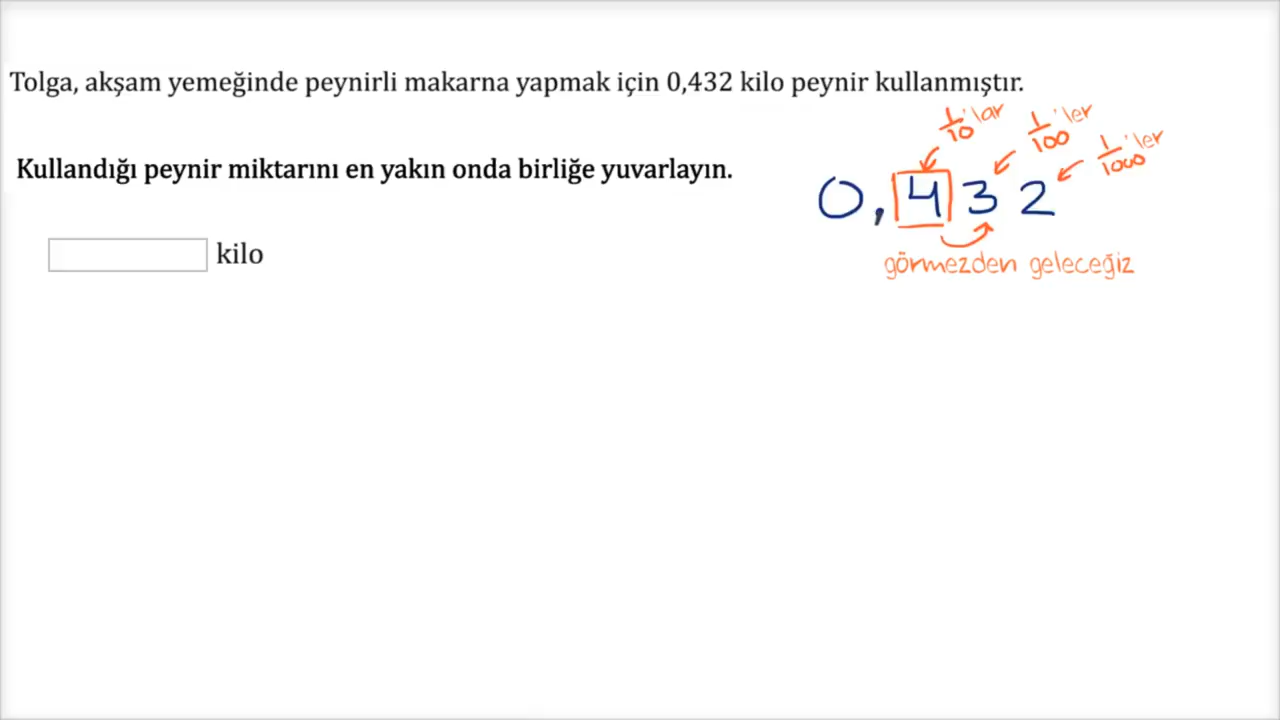 Tolga, akşam yemeğinde peynirli makarna yapmak için 0,432 kilo peynir kullanmıştır.
1/10'lar 1/100'ler 1/1000'ler
Kullandığı peynir miktarını en yakın onda birliğe yuvarlayın.
0,432
kilo
görmezden geleceğiz